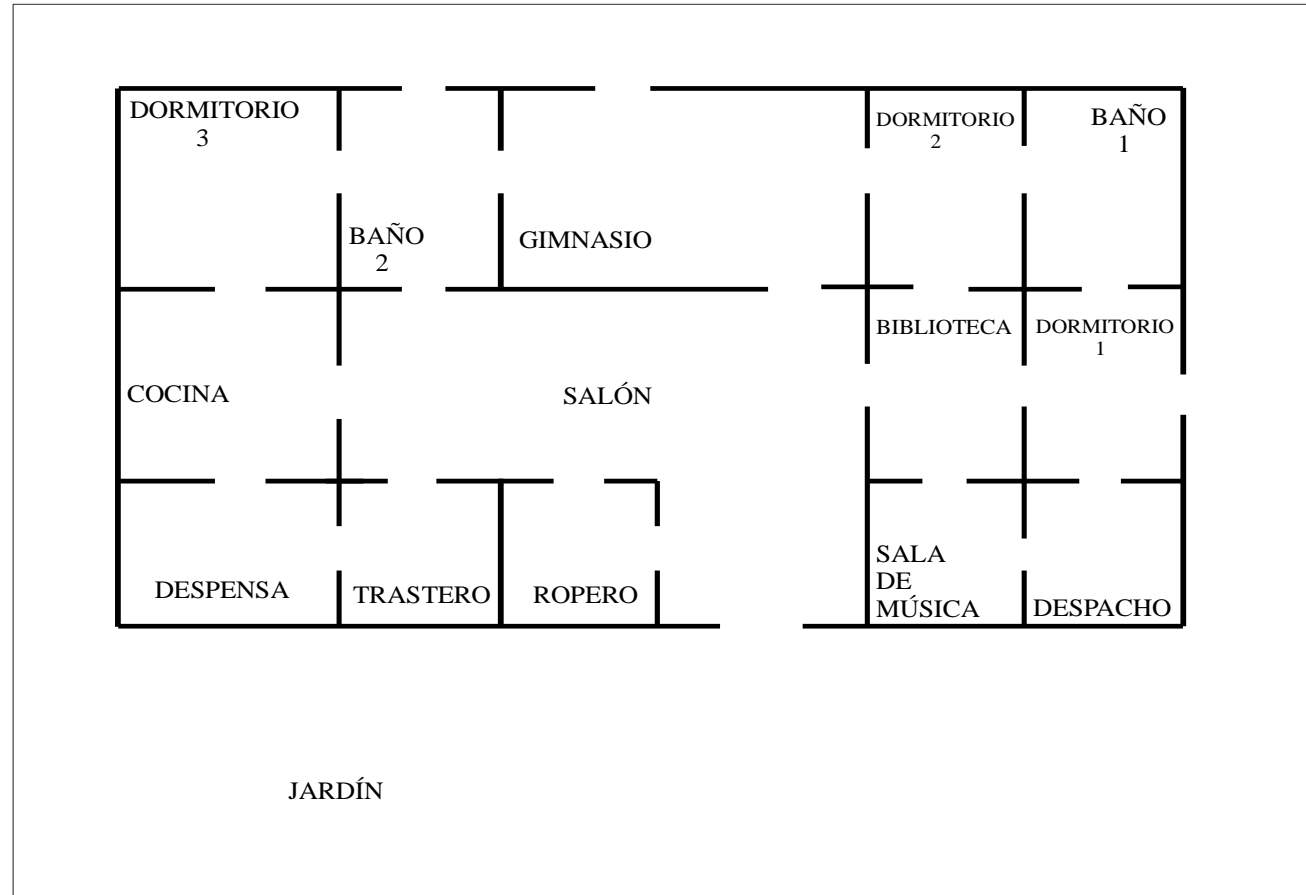 DORMITORIO
3
DORMITORIO
2
BAÑO
1
BAÑO
2
GIMNASIO
BIBLIOTECA
DORMITORIO
1
COCINA
SALÓN
DESPENSA
TRASTERO
ROPERO
SALA
DE
MÚSICA
DESPACHO
JARDÍN